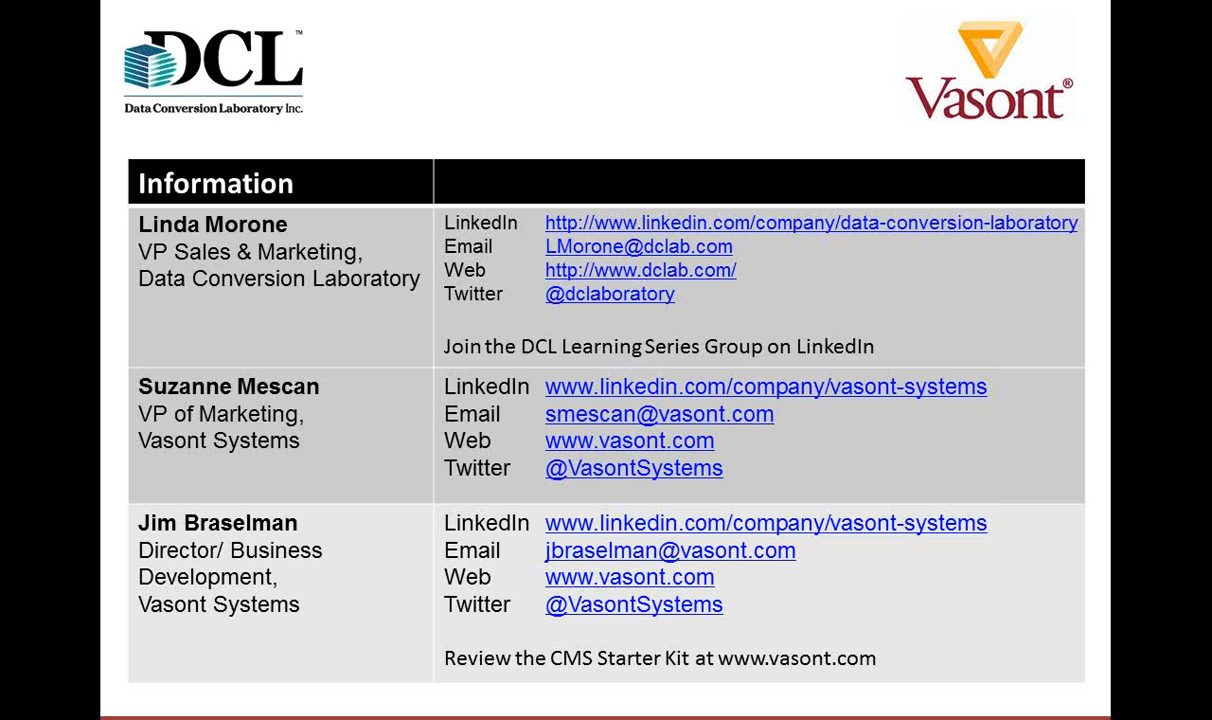 DCL™
Data Conversion Laboratory Inc.
Vasont®
Information
Linda Morone
VP Sales & Marketing,
Data Conversion Laboratory
LinkedIn http://www.linkedin.com/company/data-conversion-laboratory
Email LMorone@dclab.com
Web http://www.dclab.com/
Twitter @dclaboratory
Join the DCL Learning Series Group on LinkedIn
Suzanne Mescan
VP of Marketing,
Vasont Systems
LinkedIn www.linkedin.com/company/vasont-systems
Email smescan@vasont.com
Web www.vasont.com
Twitter @VasontSystems
Jim Braselman
Director/ Business
Development,
Vasont Systems
LinkedIn www.linkedin.com/company/vasont-systems
Email jbraselman@vasont.com
Web www.vasont.com
Twitter @VasontSystems
Review the CMS Starter Kit at www.vasont.com